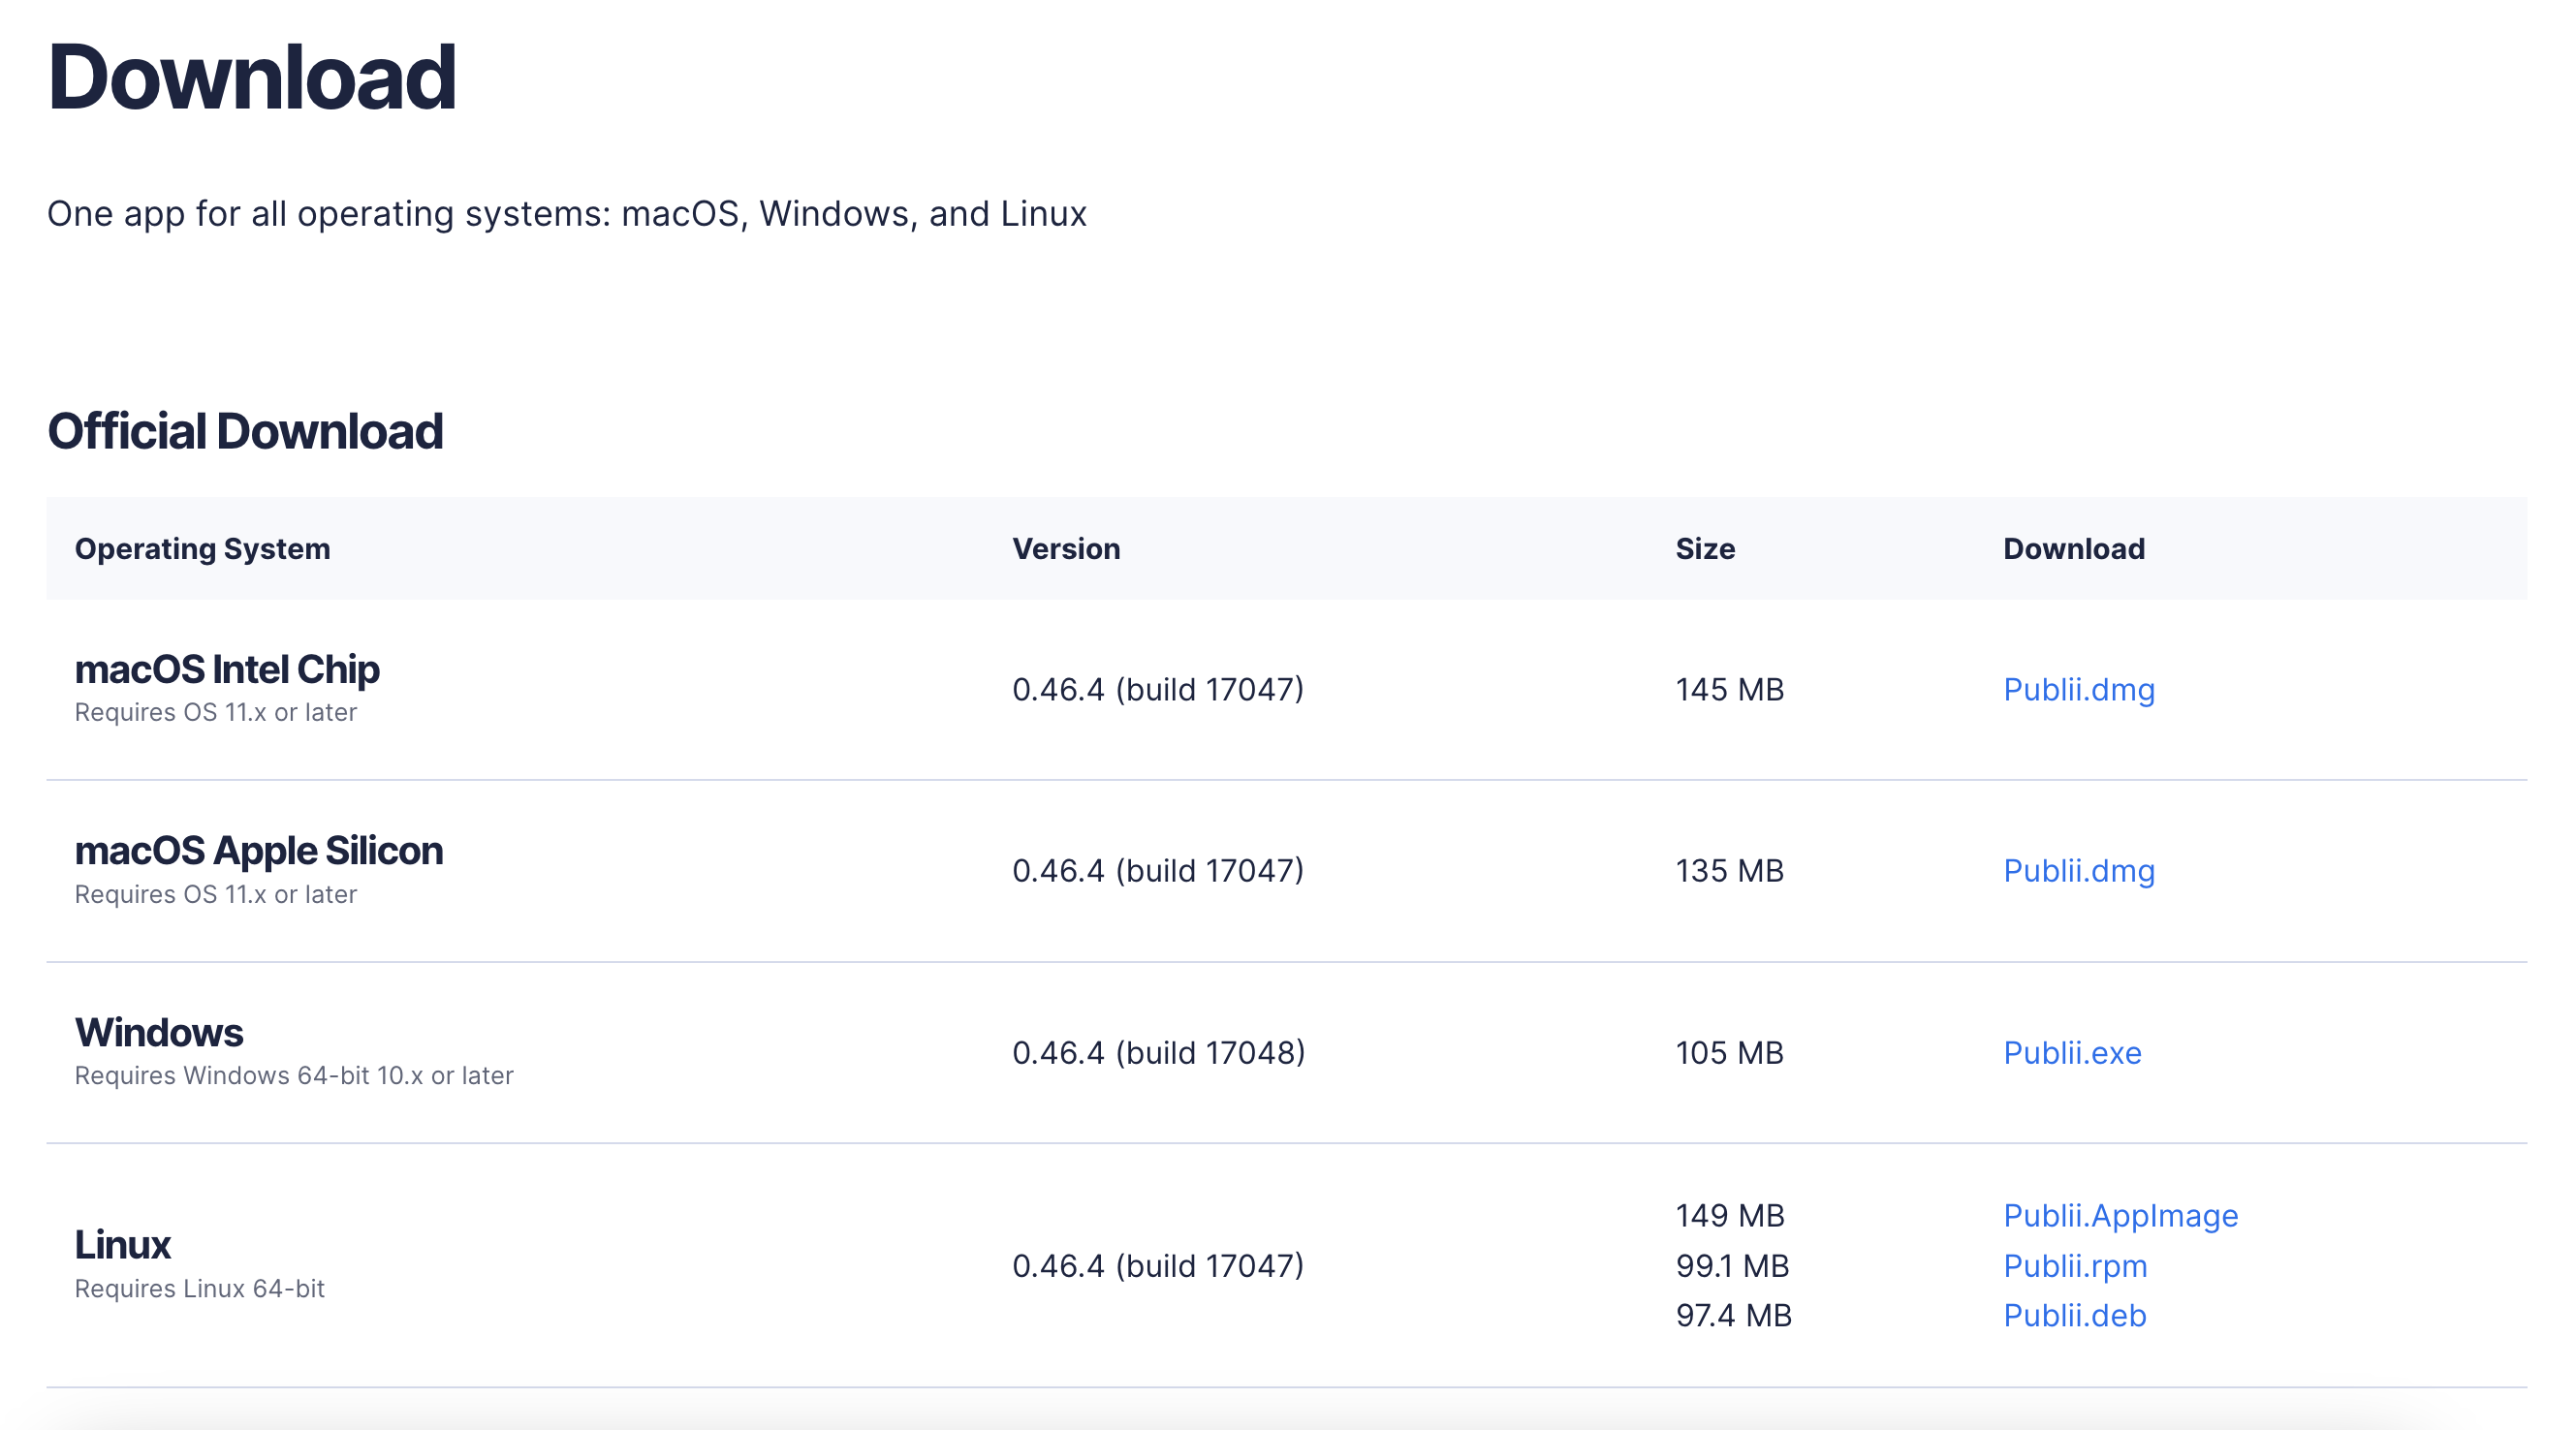 Download
One app for all operating systems: macOS, Windows, and Linux
Official Download
Operating System Version Size Download
macOS Intel Chip
Requires OS 11.x or later
0.46.4 (build 17047) 145 MB Publii.dmg
macOS Apple Silicon
Requires OS 11.x or later
0.46.4 (build 17047) 135 MB Publii.dmg
Windows
Requires Windows 64-bit 10.x or later
0.46.4 (build 17048) 105 MB Publii.exe
Linux
Requires Linux 64-bit
0.46.4 (build 17047)
149 MB Publii.AppImage
99.1 MB Publii.rpm
97.4 MB Publii.deb